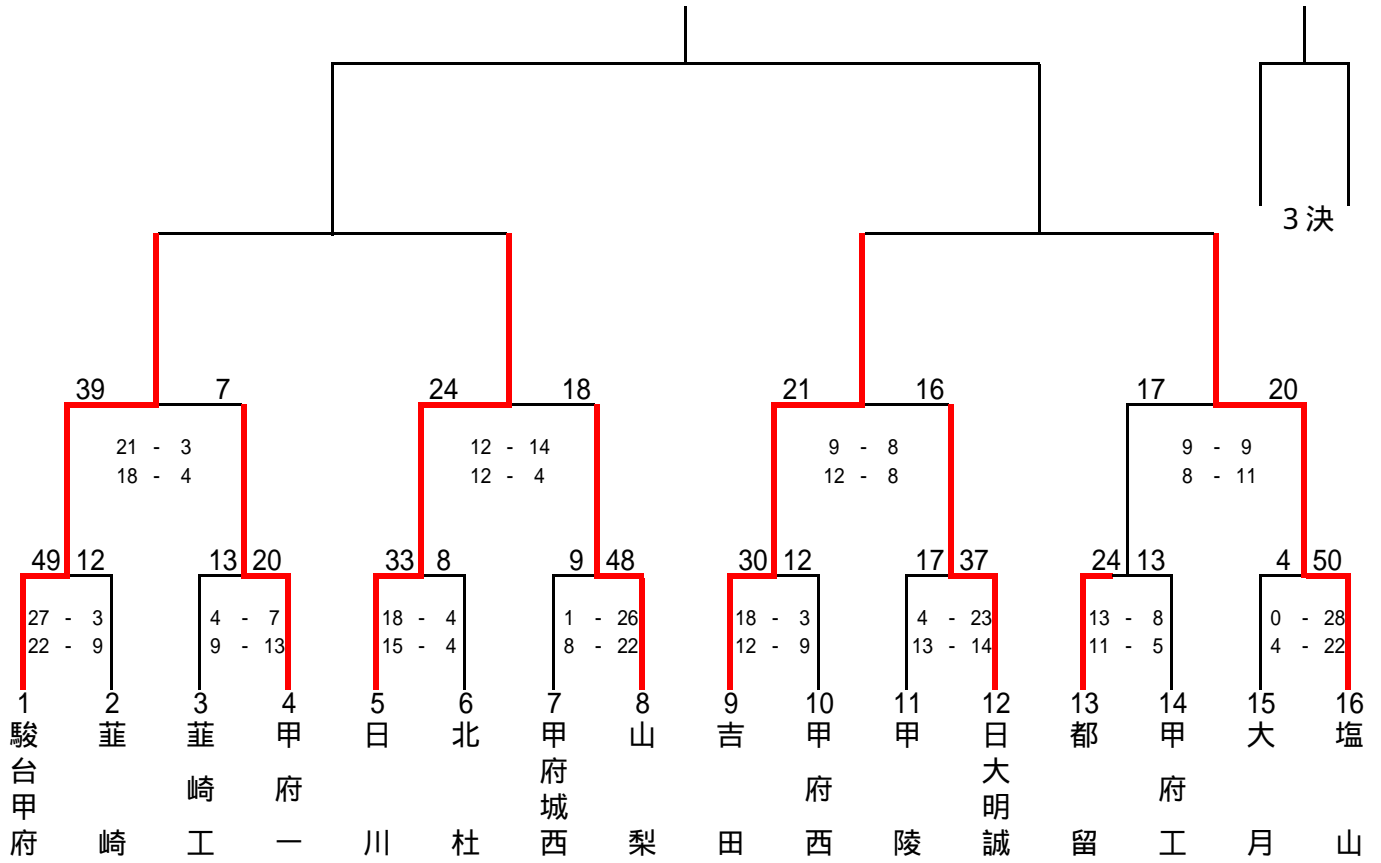 3決
39 7 24 18 21 16 17 20
21 - 3 12 - 14 9 - 8 9 - 9
18 - 4 12 - 4 12 - 8 8 - 11
49 12 13 20 33 8 9 48 30 12 17 37 24 13 4 50
27 - 3 4 - 7 18 - 4 1 - 26 18 - 3 4 - 23 13 - 8 0 - 28
22 - 9 9 - 13 15 - 4 8 - 22 12 - 9 13 - 14 11 - 5 4 - 22
1 2 3 4 5 6 7 8 9 10 11 12 13 14 15 16
駿台甲府
韮崎
韮崎工
甲府一
日川
北杜
甲府城西
山梨
吉田
甲府西
甲陵
日大明誠
都留
甲府工
大月
塩山